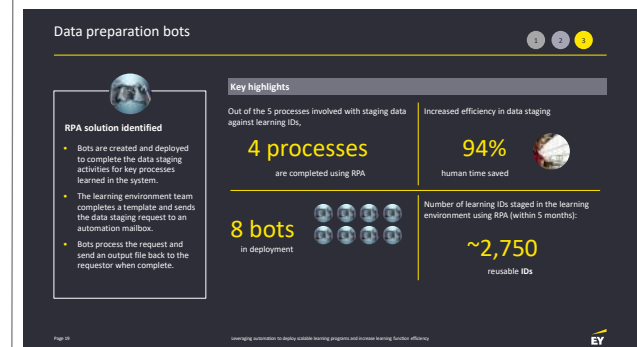 Data preparation bots
1 2 3
RPA solution identified
• Bots are created and deployed
to complete the data staging
activities for key processes
learned in the system.
• The learning environment team
completes a template and sends
the data staging request to an
automation mailbox.
• Bots process the request and
send an output file back to the
requestor when complete.
Key highlights
Out of the 5 processes involved with staging data
against learning IDs,
4 processes
are completed using RPA
Increased efficiency in data staging
94%
human time saved
8 bots
in deployment
Number of learning IDs staged in the learning
environment using RPA (within 5 months):
~2,750
reusable IDs
Page 19
Leveraging automation to deploy scalable learning programs and increase learning function efficiency
EY